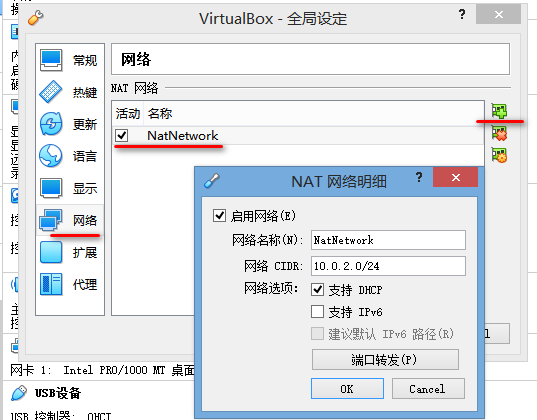 VirtualBox - 全局设定
?
常规
热键
更新
语言
显示
网络
扩展
代理
网络
NAT 网络
活动 名称
NatNetwork
NAT 网络明细
?
启用网络(E)
网络名称(N): NatNetwork
网络 CIDR: 10.0.2.0/24
网络选项: 支持 DHCP
支持 IPv6
建议默认 IPv6 路径(R)
端口转发(P)
OK Cancel
网卡 1: Intel PRO/1000 MT 桌面
USB设备
USB 控制器: OHCI